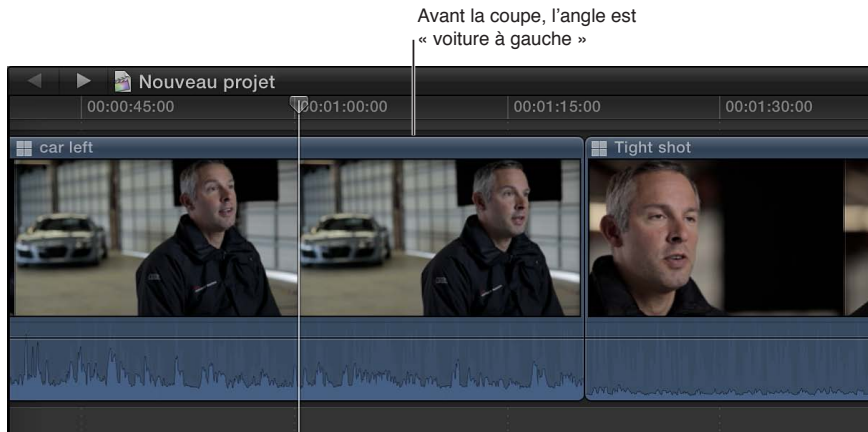 Avant la coupe, l’angle est
« voiture à gauche »
Nouveau projet
00:00:45:00 00:01:00:00 00:01:15:00 00:01:30:00
car left Tight shot